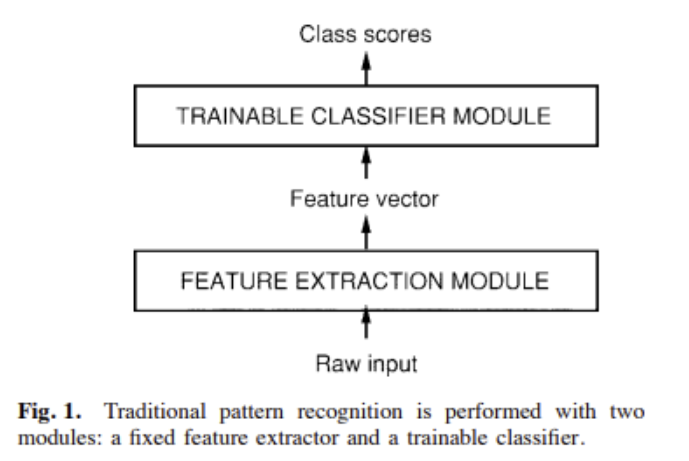 Class scores
TRAINABLE CLASSIFIER MODULE
Feature vector
FEATURE EXTRACTION MODULE
Raw input
Fig. 1. Traditional pattern recognition is performed with two
modules: a fixed feature extractor and a trainable classifier.